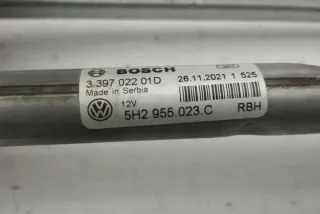 BOSCH
3 397 022 01D 26.11.2021 1 525
Made in Serbia
12V
5H2.955.023.C RBH